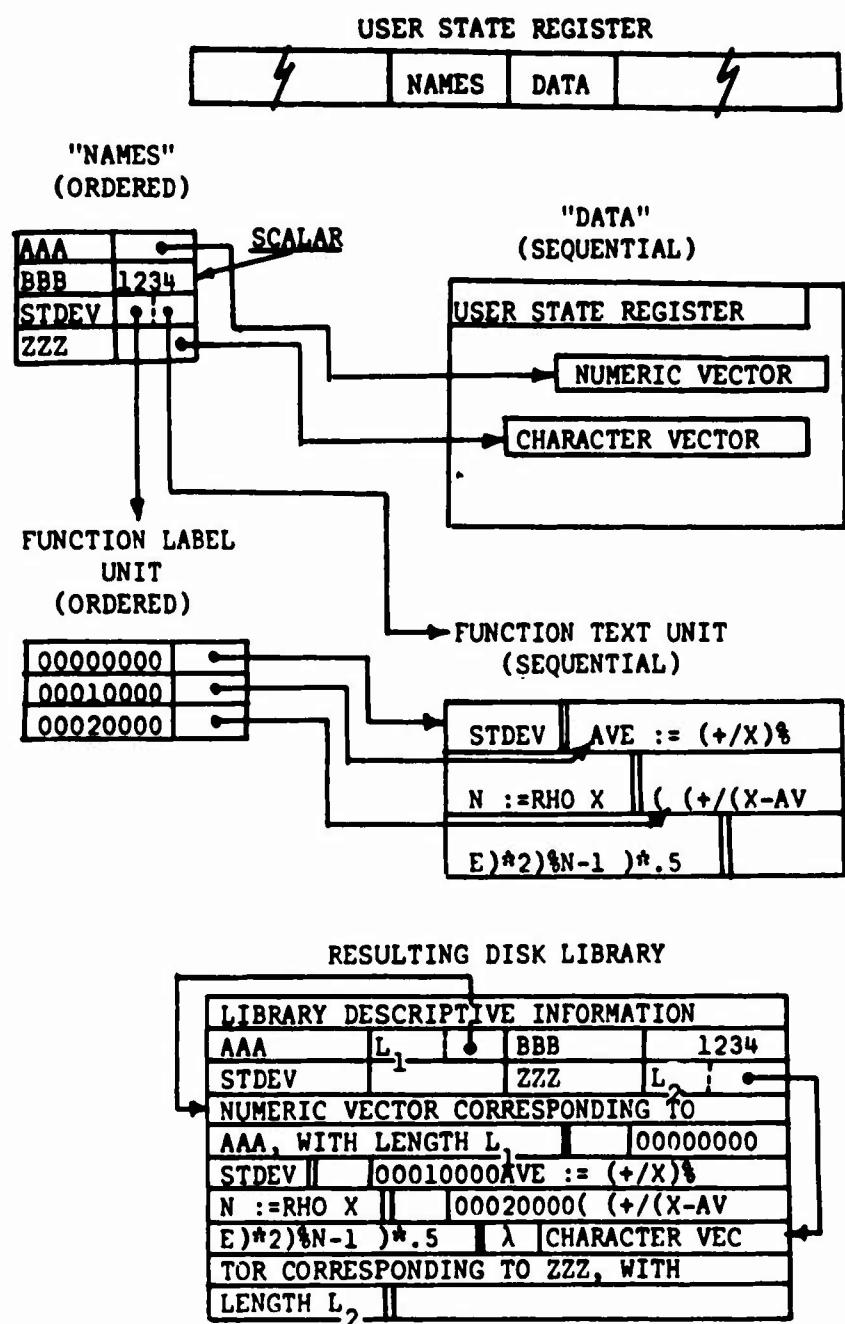 USER STATE REGISTER
NAMES DATA
"NAMES"
(ORDERED)
AAA
BBB 1234
STDEV
ZZZ
SCALAR
"DATA"
(SEQUENTIAL)
USER STATE REGISTER
NUMERIC VECTOR
CHARACTER VECTOR
FUNCTION LABEL
UNIT
(ORDERED)
00000000
00010000
00020000
FUNCTION TEXT UNIT
(SEQUENTIAL)
STDEV AVE := (+/X)%
N :=RHO X ( (+/(X-AV
E)*2)%N-1 )*.5
RESULTING DISK LIBRARY
LIBRARY DESCRIPTIVE INFORMATION
AAA L1 BBB 1234
STDEV ZZZ L2
NUMERIC VECTOR CORRESPONDING TO
AAA, WITH LENGTH L1 00000000
STDEV 00010000AVE := (+/X)%
N :=RHO X 00020000( (+/(X-AV
E)*2)%N-1 )*.5 λ CHARACTER VEC
TOR CORRESPONDING TO ZZZ, WITH
LENGTH L2